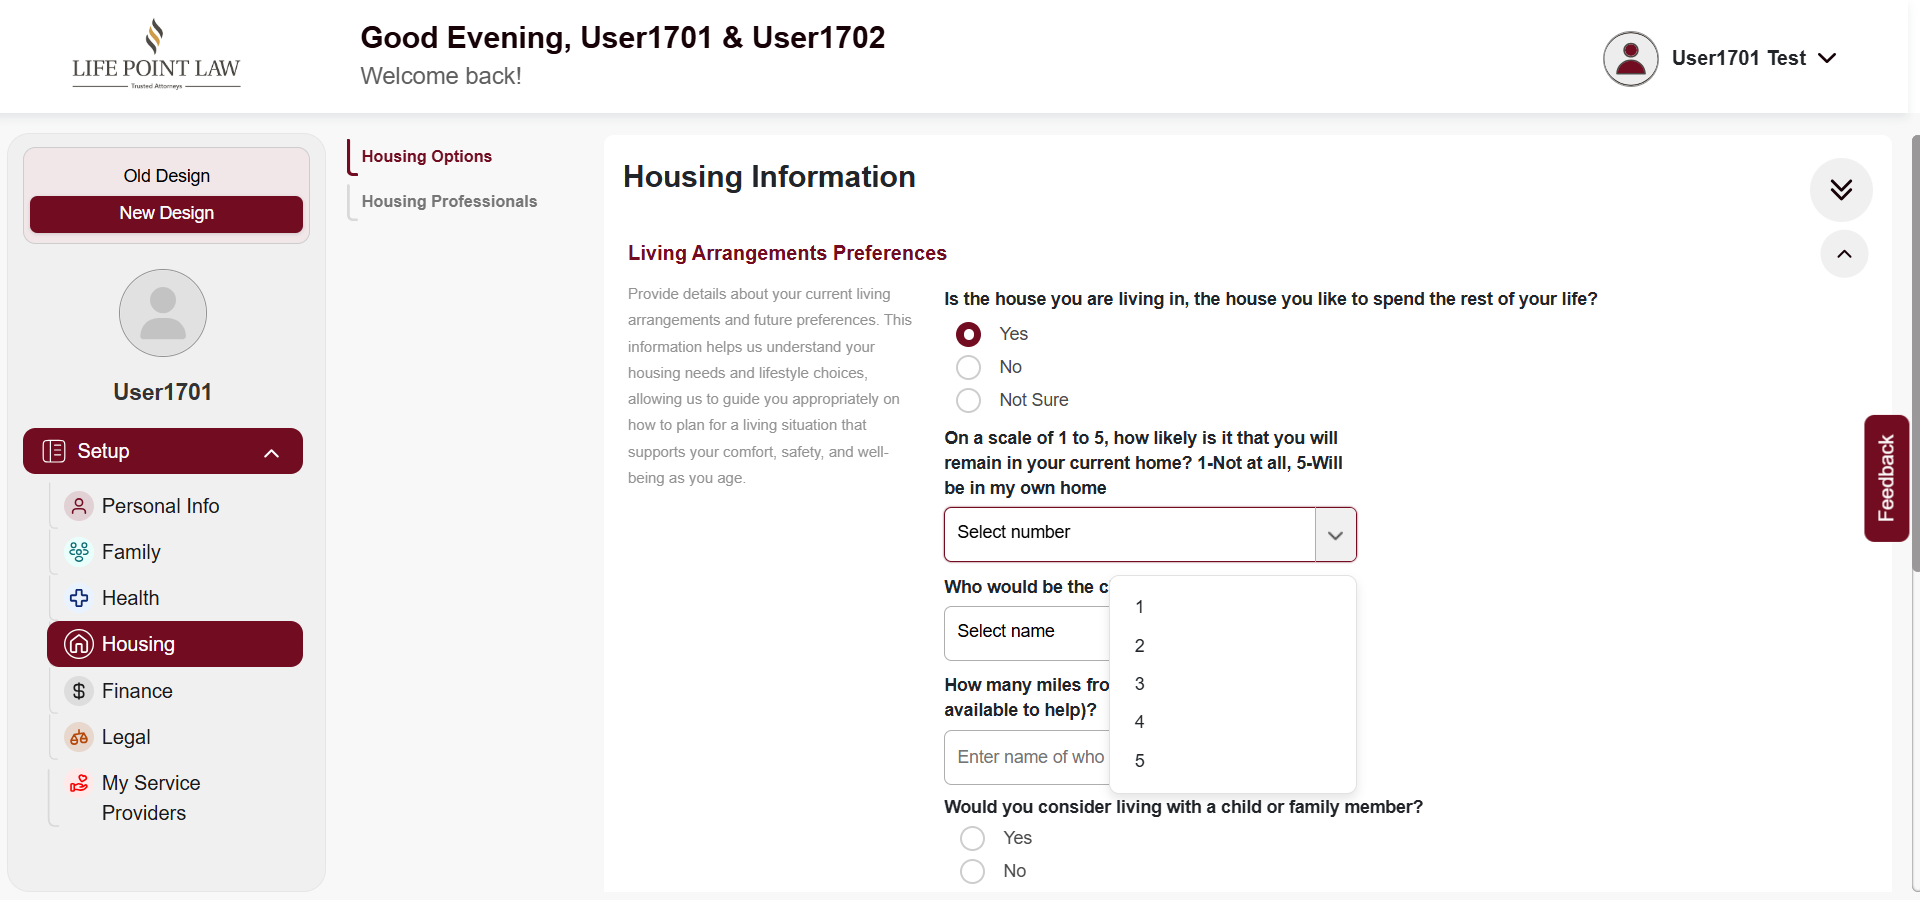 LIFE POINT LAW
Trusted Attorneys
Good Evening, User1701 & User1702
Welcome back!
User1701 Test
Old Design
New Design
User1701
Setup
Personal Info
Family
Health
Housing
Finance
Legal
My Service
Providers
Housing Options
Housing Professionals
Housing Information
Living Arrangements Preferences
Provide details about your current living
arrangements and future preferences. This
information helps us understand your
housing needs and lifestyle choices,
allowing us to guide you appropriately on
how to plan for a living situation that
supports your comfort, safety, and well-
being as you age.
Is the house you are living in, the house you like to spend the rest of your life?
Yes
No
Not Sure
On a scale of 1 to 5, how likely is it that you will
remain in your current home? 1-Not at all, 5-Will
be in my own home
Select number
Who would be the
Select name
How many miles
available to help)?
Enter name of who
1
2
3
4
5
Would you consider living with a child or family member?
Yes
No
Feedback